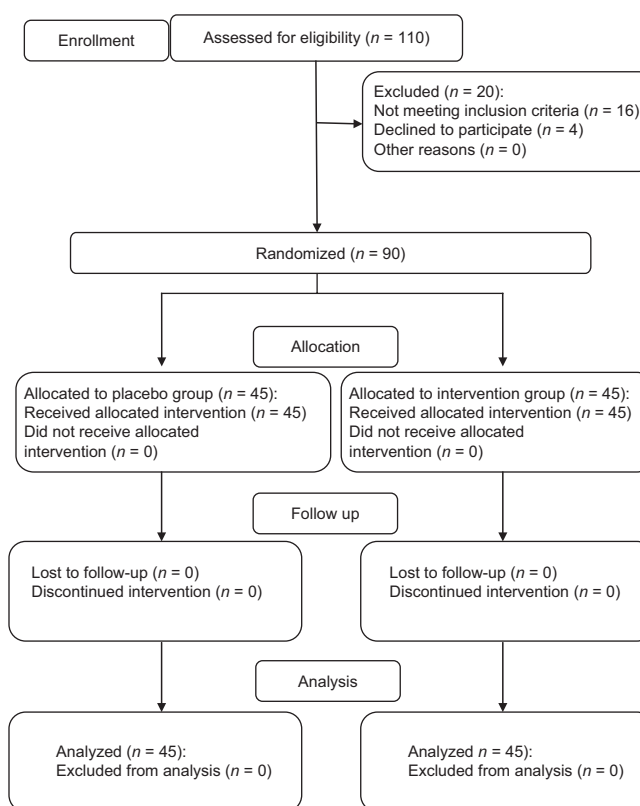 Enrollment
Assessed for eligibility (n = 110)
Excluded (n = 20):
Not meeting inclusion criteria (n = 16)
Declined to participate (n = 4)
Other reasons (n = 0)
Randomized (n = 90)
Allocation
Allocated to placebo group (n = 45):
Received allocated intervention (n = 45)
Did not receive allocated
intervention (n = 0)
Allocated to intervention group (n = 45):
Received allocated intervention (n = 45)
Did not receive allocated
intervention (n = 0)
Follow up
Lost to follow-up (n = 0)
Discontinued intervention (n = 0)
Lost to follow-up (n = 0)
Discontinued intervention (n = 0)
Analysis
Analyzed (n = 45):
Excluded from analysis (n = 0)
Analyzed n = 45):
Excluded from analysis (n = 0)